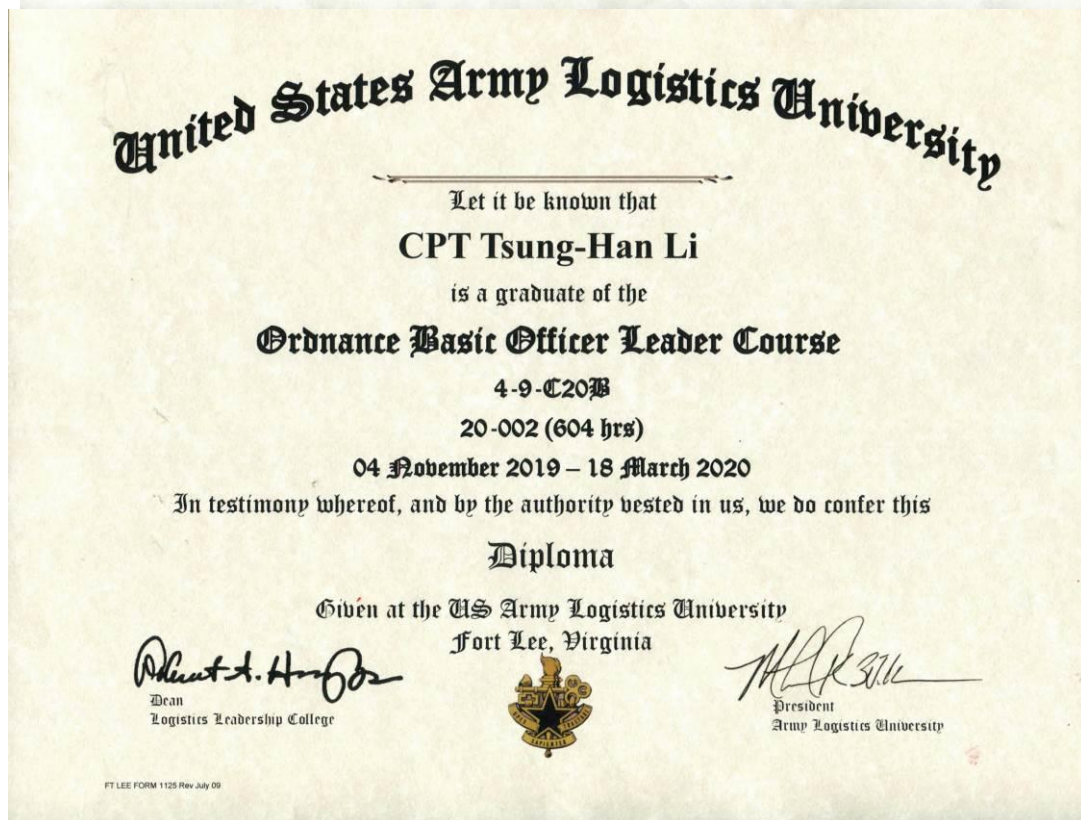 United States Army Logistics University
Let it be known that
CPT Tsung-Han Li
is a graduate of the
Ordnance Basic Officer Leader Course
4-9-C20B
20-002 (604 hrs)
04 November 2019 – 18 March 2020
In testimony whereof, and by the authority vested in us, we do confer this
Diploma
Given at the US Army Logistics University
Fort Lee, Virginia
Dean
Logistics Leadership College
President
Army Logistics University
SAPIENTIA
FT LEE FORM 1125 Rev July 09